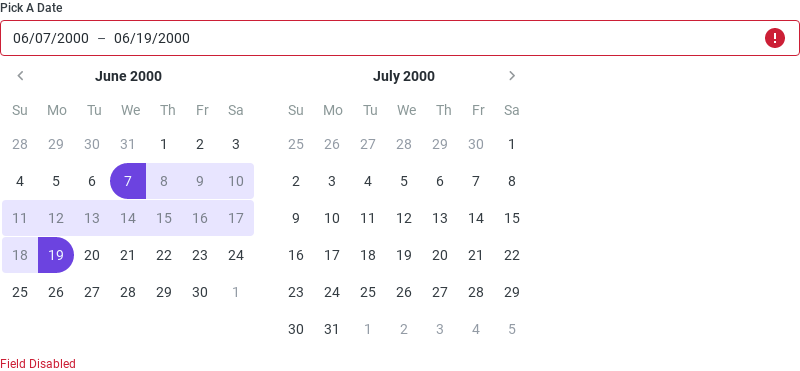 Pick A Date
06/07/2000 – 06/19/2000
June 2000
Su Mo Tu We Th Fr Sa
28 29 30 31 1 2 3
4 5 6 7 8 9 10
11 12 13 14 15 16 17
18 19 20 21 22 23 24
25 26 27 28 29 30 1
July 2000
Su Mo Tu We Th Fr Sa
25 26 27 28 29 30 1
2 3 4 5 6 7 8
9 10 11 12 13 14 15
16 17 18 19 20 21 22
23 24 25 26 27 28 29
30 31 1 2 3 4 5
Field Disabled